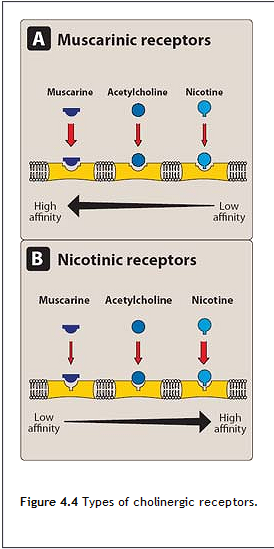 A Muscarinic receptors
Muscarine Acetylcholine Nicotine
High affinity Low affinity
B Nicotinic receptors
Muscarine Acetylcholine Nicotine
Low affinity High affinity
Figure 4.4 Types of cholinergic receptors.